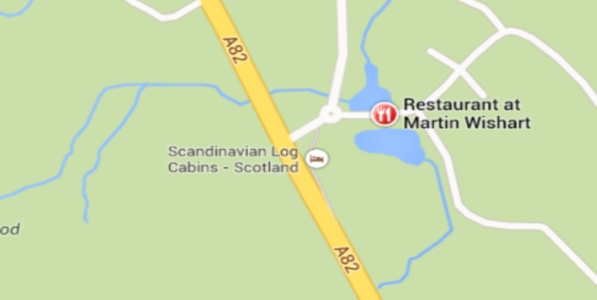 A82
Restaurant at
Martin Wishart
Scandinavian Log
Cabins - Scotland
od
A82